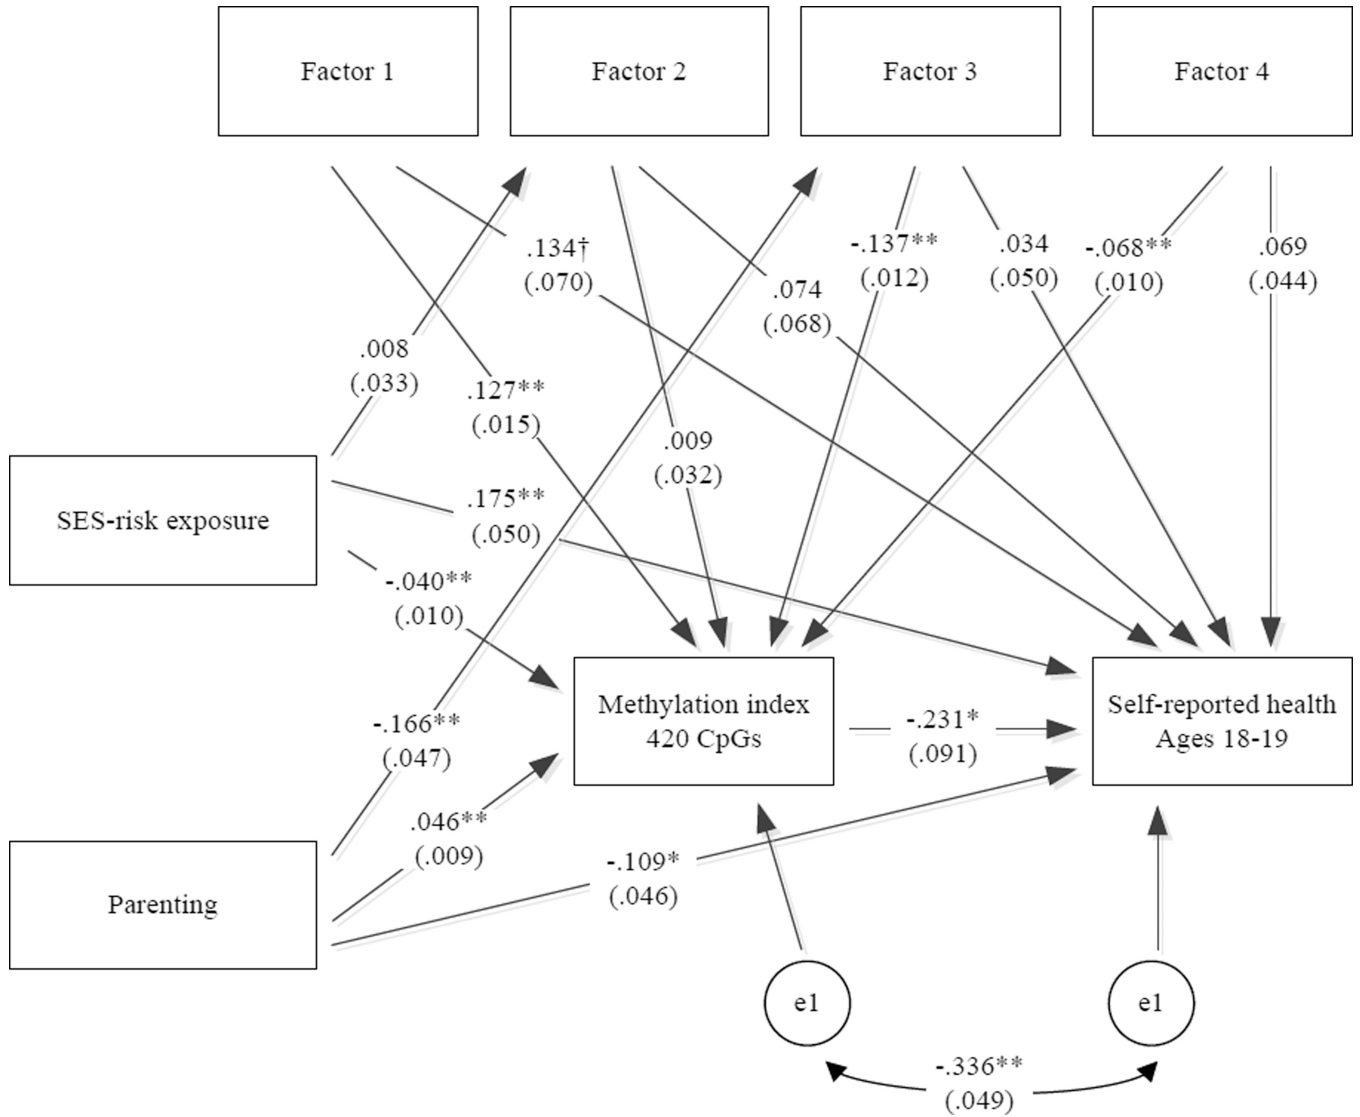 Factor 1
Factor 2
Factor 3
Factor 4
.134†
(.070)
.074
(.068)
-.137**
(.012)
.034
(.050)
-.068**
(.010)
.069
(.044)
.008
(.033)
.127**
(.015)
.009
(.032)
SES-risk exposure
.175**
(.050)
-.040**
(.010)
-.166**
(.047)
Methylation index
420 CpGs
-.231*
(.091)
Self-reported health
Ages 18-19
.046**
(.009)
-.109*
(.046)
Parenting
e1
e1
-.336**
(.049)